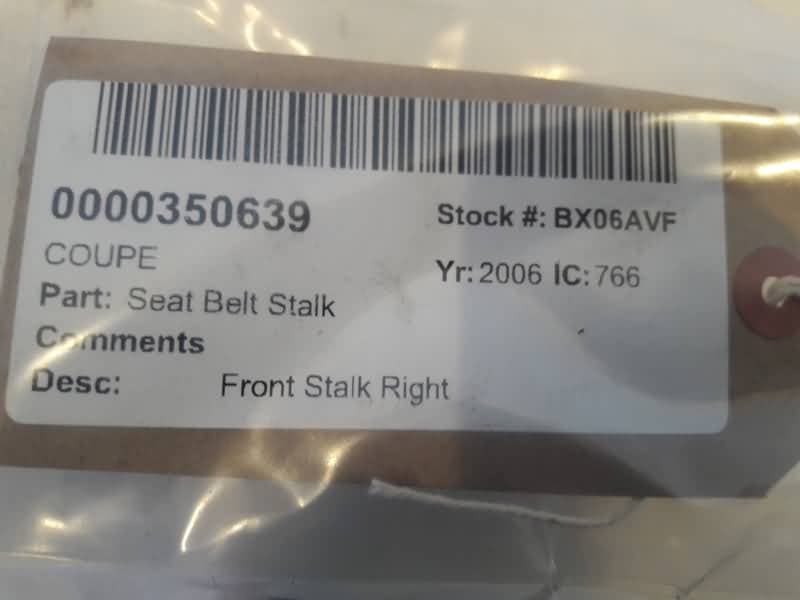 0000350639 Stock #: BX06AVF
COUPE Yr: 2006 IC: 766
Part: Seat Belt Stalk
Comments
Desc: Front Stalk Right